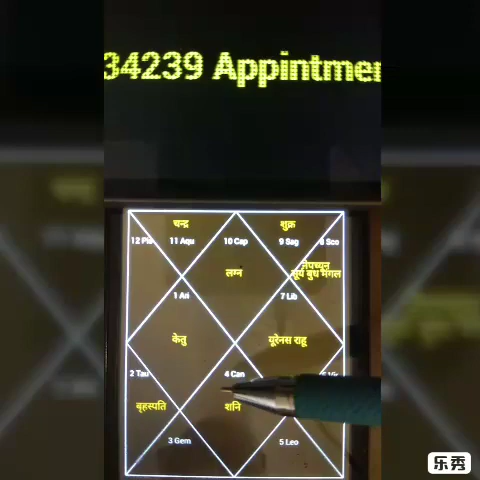 34239 Appintmen
चन्द्र
शुक्र
12 Pis 11 Aqu 10 Cap 9 Sag 8 Sco
लग्न
नेपच्यून
सूर्य बुध मंगल
1 Ari
7 Lib
केतु
यूरेनस राहू
2 Tau
4 Can
बृहस्पति
शनि
3 Gem
5 Leo
乐秀